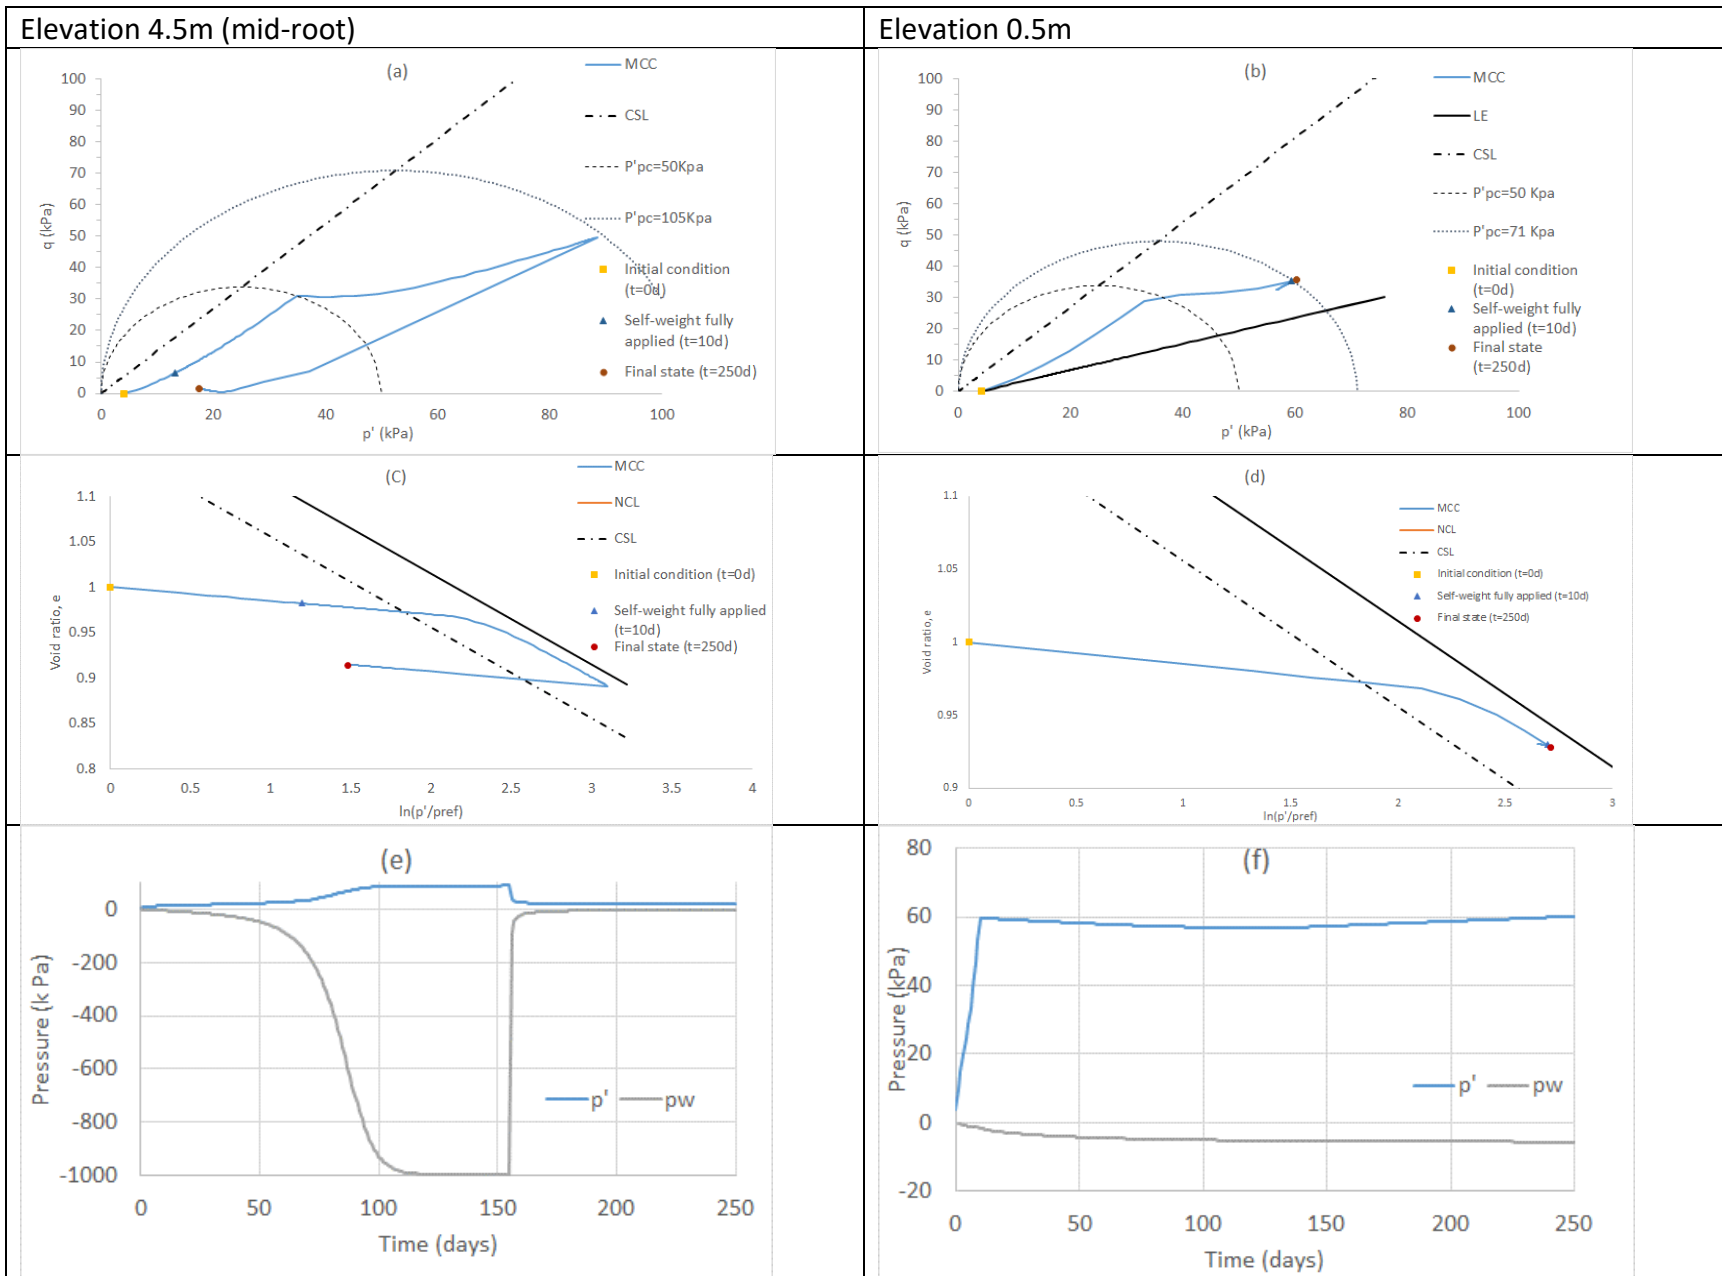 Elevation 4.5m (mid-root)
Elevation 0.5m
(a)
100
90
80
70
60
50
40
30
20
10
0
q (kPa)
0 20 40 60 80 100
p' (kPa)
MCC
CSL
P'pc=50Kpa
P'pc=105Kpa
Initial condition
(t=0d)
Self-weight fully
applied (t=10d)
Final state (t=250d)
(b)
100
90
80
70
60
50
40
30
20
10
0
q (kPa)
0 20 40 60 80 100
p' (kPa)
MCC
LE
CSL
P'pc=50 Kpa
P'pc=71 Kpa
Initial condition
(t=0d)
Self-weight fully
applied (t=10d)
Final state
(t=250d)
(C)
1.1
1.05
1
0.95
0.9
0.85
0.8
Void ratio, e
0 0.5 1 1.5 2 2.5 3 3.5 4
ln(p'/pref)
MCC
NCL
CSL
Initial condition (t=0d)
Self-weight fully applied
(t=10d)
Final state (t=250d)
(d)
1.1
1.05
1
0.95
0.9
Void ratio, e
0 0.5 1 1.5 2 2.5 3
ln(p'/pref)
MCC
NCL
CSL
Initial condition (t=0d)
Self-weight fully applied (t=10d)
Final state (t=250d)
(e)
0
-200
-400
-600
-800
-1000
Pressure (k Pa)
0 50 100 150 200 250
Time (days)
p' pw
(f)
80
60
40
20
0
-20
Pressure (kPa)
0 50 100 150 200 250
Time (days)
p' pw